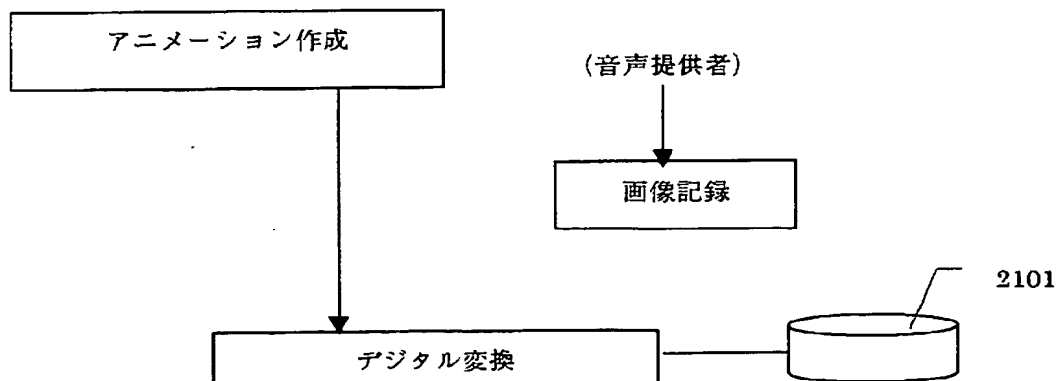 アニメーション作成
(音声提供者)
画像記録
2101
デジタル変換